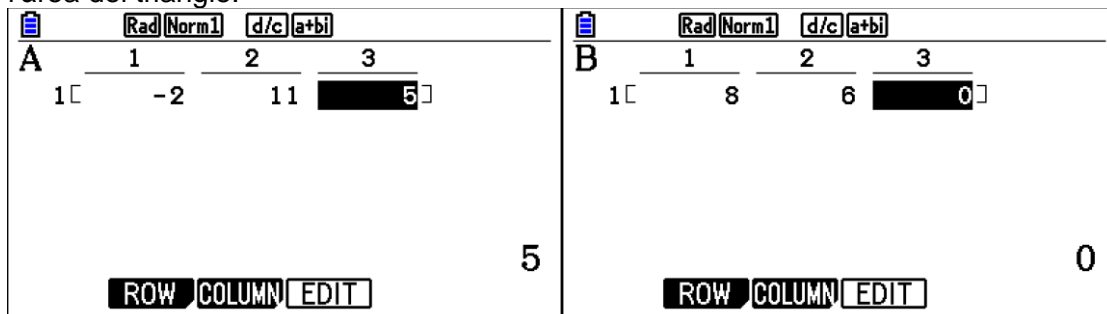 l'area del triangolo.
Rad Norm1 d/c a+bi
A 1 2 3
1[ -2 11 5]
5
ROW COLUMN EDIT
Rad Norm1 d/c a+bi
B 1 2 3
1[ 8 6 0]
0
ROW COLUMN EDIT